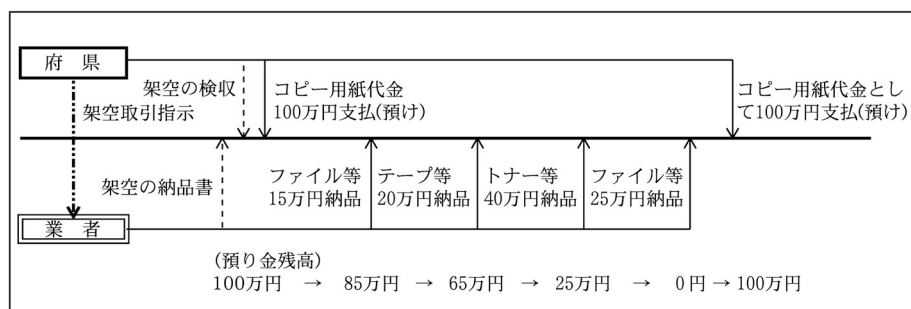 府 県
架空の検収
架空取引指示
コピー用紙代金
100万円支払(預け)
コピー用紙代金とし
て100万円支払(預け)
架空の納品書
ファイル等
15万円納品
テープ等
20万円納品
トナー等
40万円納品
ファイル等
25万円納品
業 者
(預り金残高)
100万円 → 85万円 → 65万円 → 25万円 → 0円 → 100万円